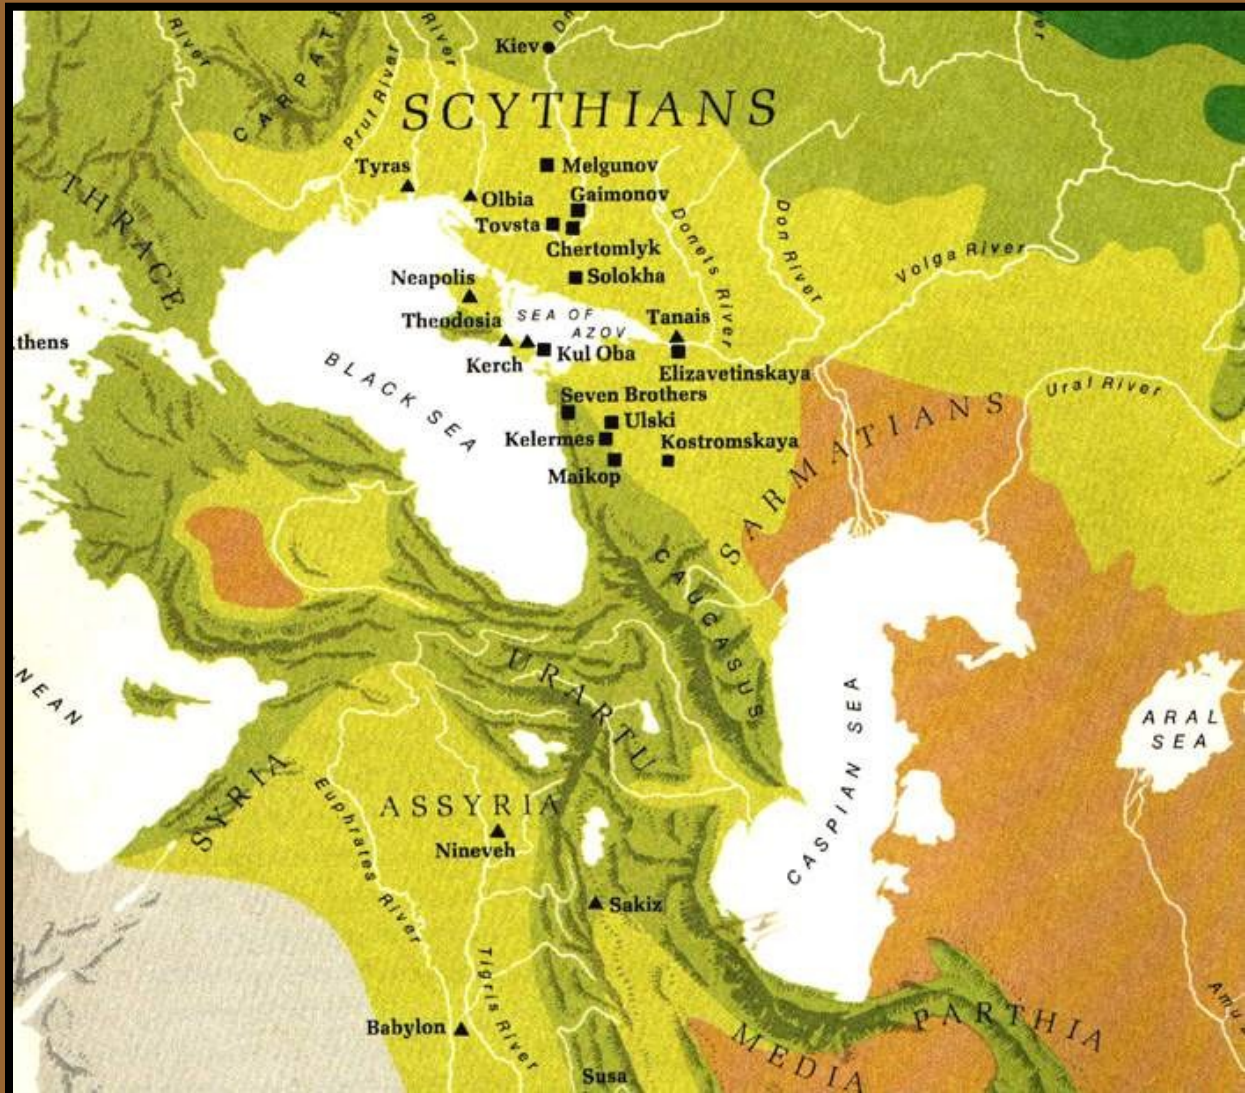 River
CARPAT
River
Kiev
SCYTHIANS
Prut River
THRACE
Tyras
Olbia
Melgunov
Gaimonov
Tovsta
Chertomlyk
Solokha
Donets River
Don River
Volga River
Neapolis
Theodosia
SEA OF
AZOV
Tanais
thens
Kerch
Kul Oba
Elizavetinskaya
BLACK SEA
Seven Brothers
Ulski
Kelermes
Kostromskaya
Maikop
SARMATIANS
Ural River
CAUCASUS
URARTU
NEAN
CASPIAN SEA
ARAL
SEA
SYRIA
Euphrates River
ASSYRIA
Nineveh
Sakiz
Tigris River
Babylon
Susa
MEDIA
PARTHIA